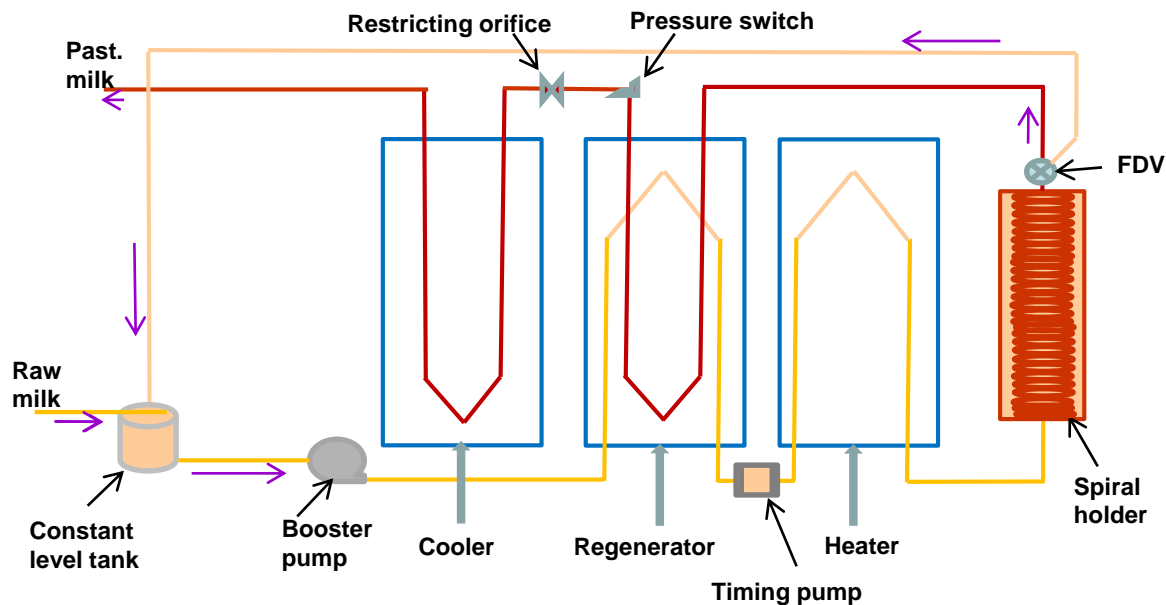 Restricting
orifice
Pressure switch
Past.
milk
FDV
Raw
milk
Constant
level tank
Booster
pump
Cooler
Regenerator
Heater
Timing pump
Spiral
holder